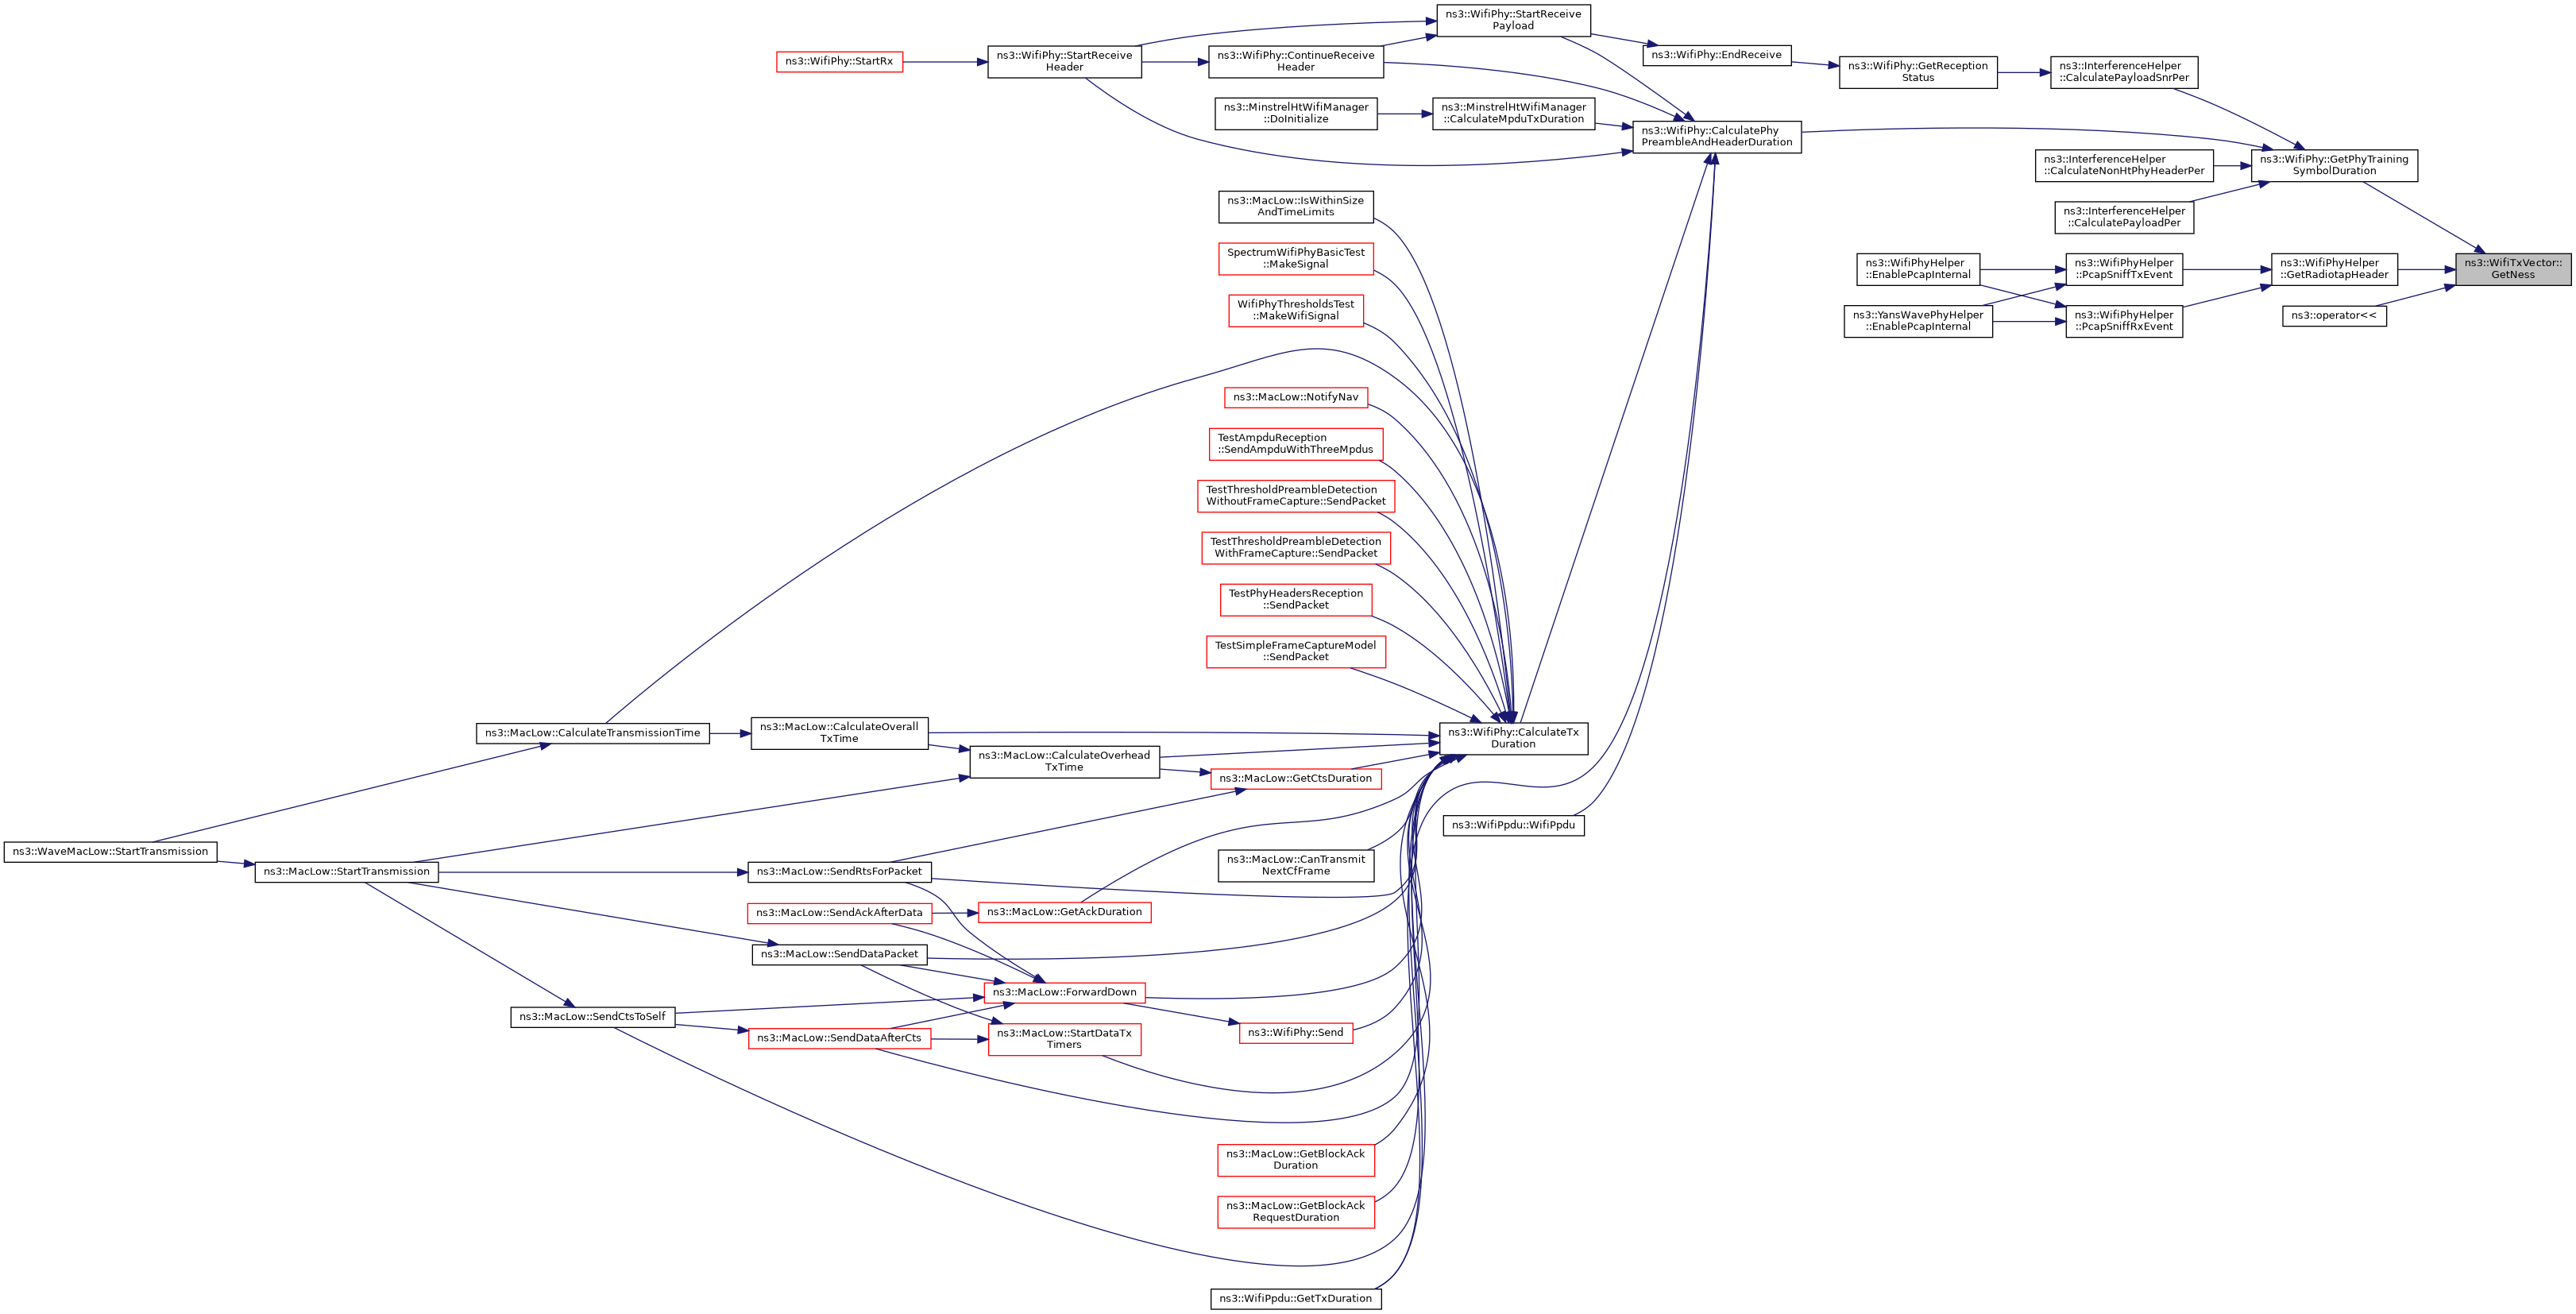 ns3::WifiPhy::StartReceive
Payload
ns3::WifiPhy::StartRx
ns3::WifiPhy::StartReceive
Header
ns3::WifiPhy::ContinueReceive
Header
ns3::WifiPhy::EndReceive
ns3::WifiPhy::GetReception
Status
ns3::InterferenceHelper
::CalculatePayloadSnrPer
ns3::MinstrelHtWifiManager
::DoInitialize
ns3::MinstrelHtWifiManager
::CalculateMpduTxDuration
ns3::WifiPhy::CalculatePhy
PreambleAndHeaderDuration
ns3::InterferenceHelper
::CalculateNonHtPhyHeaderPer
ns3::WifiPhy::GetPhyTraining
SymbolDuration
ns3::InterferenceHelper
::CalculatePayloadPer
ns3::MacLow::IsWithinSize
AndTimeLimits
SpectrumWifiPhyBasicTest
::MakeSignal
ns3::WifiPhyHelper
::EnablePcapInternal
ns3::WifiPhyHelper
::PcapSniffTxEvent
ns3::WifiPhyHelper
::GetRadiotapHeader
ns3::WifiTxVector::
GetNess
WifiPhyThresholdsTest
::MakeWifiSignal
ns3::YansWavePhyHelper
::EnablePcapInternal
ns3::WifiPhyHelper
::PcapSniffRxEvent
ns3::operator<<
ns3::MacLow::NotifyNav
TestAmpduReception
::SendAmpduWithThreeMpdus
TestThresholdPreambleDetection
WithoutFrameCapture::SendPacket
TestThresholdPreambleDetection
WithFrameCapture::SendPacket
TestPhyHeadersReception
::SendPacket
TestSimpleFrameCaptureModel
::SendPacket
ns3::MacLow::CalculateTransmissionTime
ns3::MacLow::CalculateOverall
TxTime
ns3::WifiPhy::CalculateTx
Duration
ns3::MacLow::CalculateOverhead
TxTime
ns3::MacLow::GetCtsDuration
ns3::WifiPpdu::WifiPpdu
ns3::WaveMacLow::StartTransmission
ns3::MacLow::StartTransmission
ns3::MacLow::SendRtsForPacket
ns3::MacLow::CanTransmit
NextCfFrame
ns3::MacLow::SendAckAfterData
ns3::MacLow::GetAckDuration
ns3::MacLow::SendDataPacket
ns3::MacLow::ForwardDown
ns3::MacLow::SendCtsToSelf
ns3::MacLow::SendDataAfterCts
ns3::MacLow::StartDataTx
Timers
ns3::WifiPhy::Send
ns3::MacLow::GetBlockAck
Duration
ns3::MacLow::GetBlockAck
RequestDuration
ns3::WifiPpdu::GetTxDuration